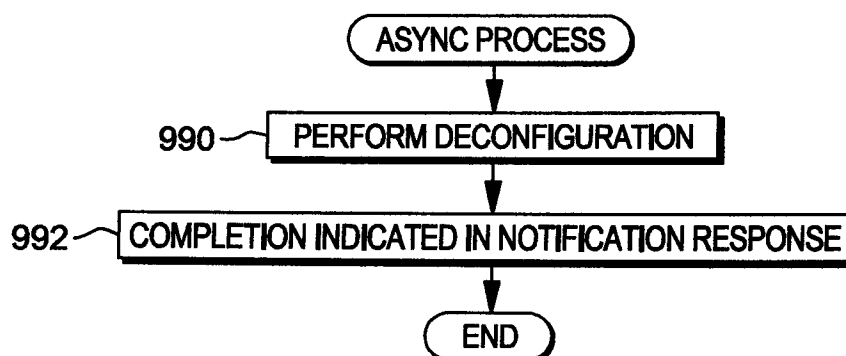 ASYNC PROCESS
990 PERFORM DECONFIGURATION
992 COMPLETION INDICATED IN NOTIFICATION RESPONSE
END